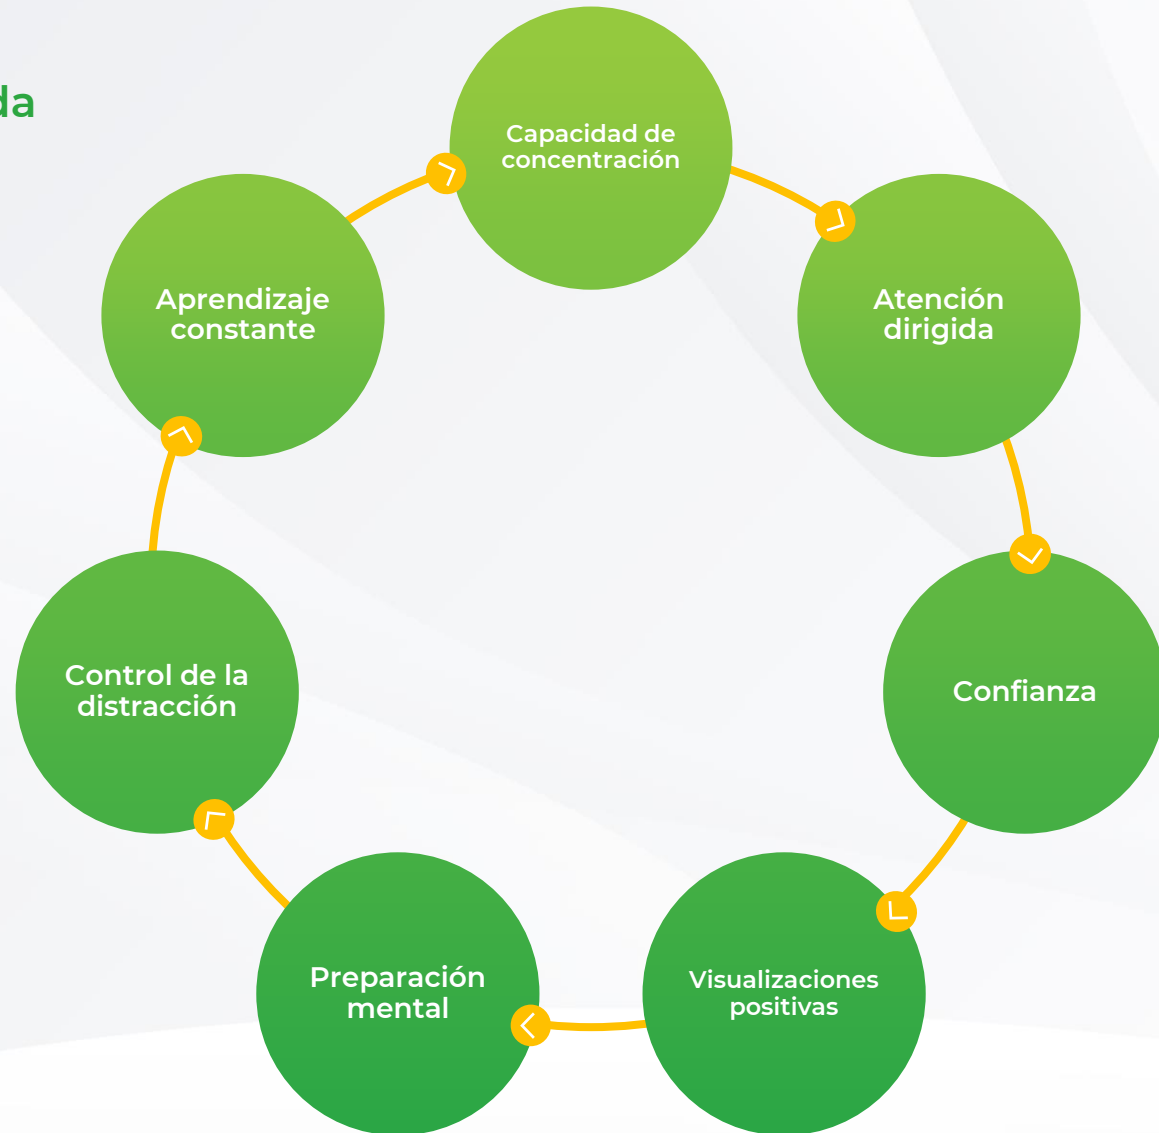 da
Capacidad de
concentración
Atención
dirigida
Confianza
Visualizaciones
positivas
Preparación
mental
Control de la
distracción
Aprendizaje
constante